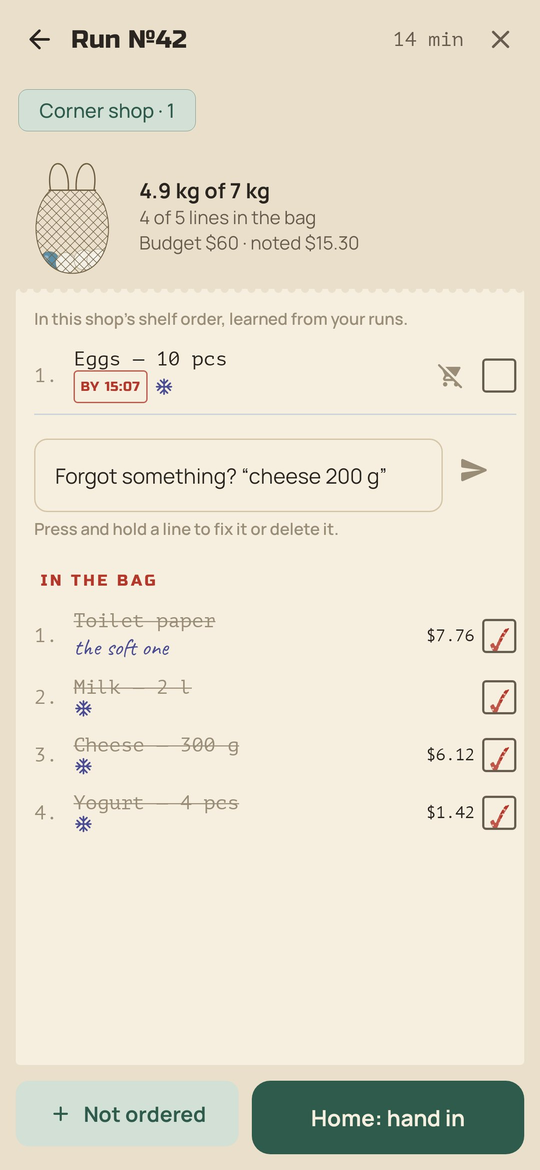 Run №42
14 min
Corner shop · 1
4.9 kg of 7 kg
4 of 5 lines in the bag
Budget $60 · noted $15.30
In this shop's shelf order, learned from your runs.
1. Eggs — 10 pcs
BY 15:07
Forgot something? “cheese 200 g”
Press and hold a line to fix it or delete it.
IN THE BAG
1. Toilet paper $7.76
the soft one
2. Milk — 2 l
3. Cheese — 300 g $6.12
4. Yogurt — 4 pcs $1.42
+ Not ordered
Home: hand in